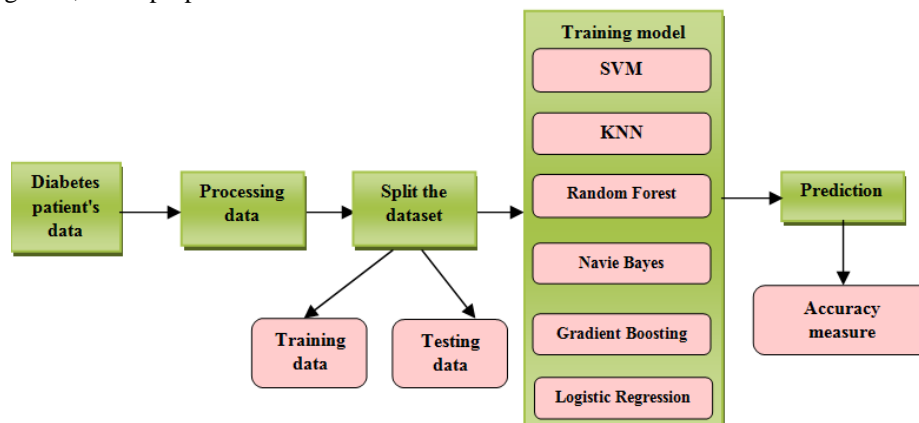 Training model
SVM
KNN
Random Forest
Navie Bayes
Gradient Boosting
Logistic Regression
Diabetes
patient's
data
Processing
data
Split the
dataset
Training
data
Testing
data
Prediction
Accuracy
measure